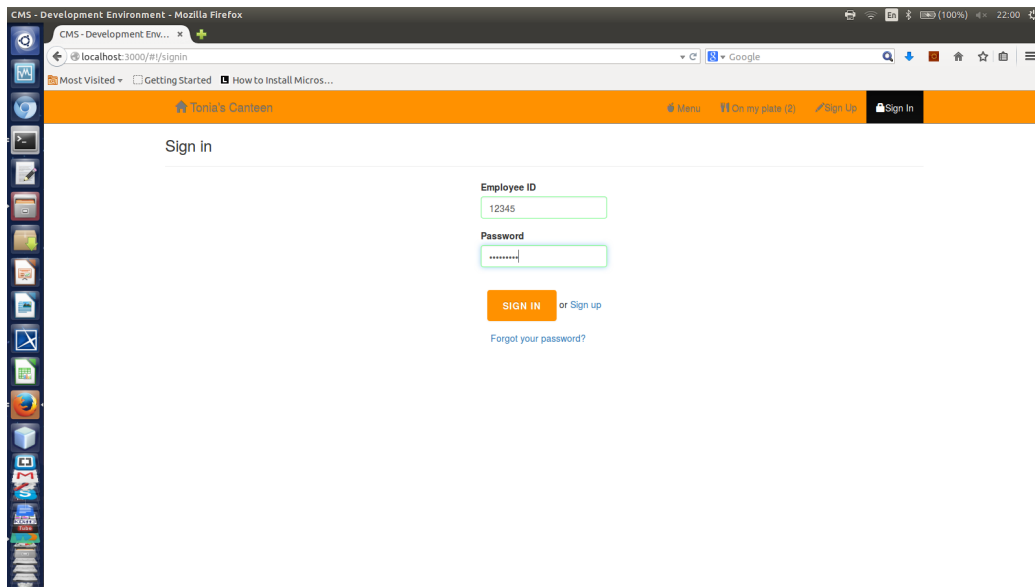 CMS - Development Environment - Mozilla Firefox
En (100%) 22:00
CMS - Development Env...
localhost:3000/#!/signin
Google
Most Visited Getting Started How to Install Micros...
Tonia's Canteen Menu On my plate (2) Sign Up Sign In
Sign in
Employee ID
12345
Password
SIGN IN or Sign up
Forgot your password?